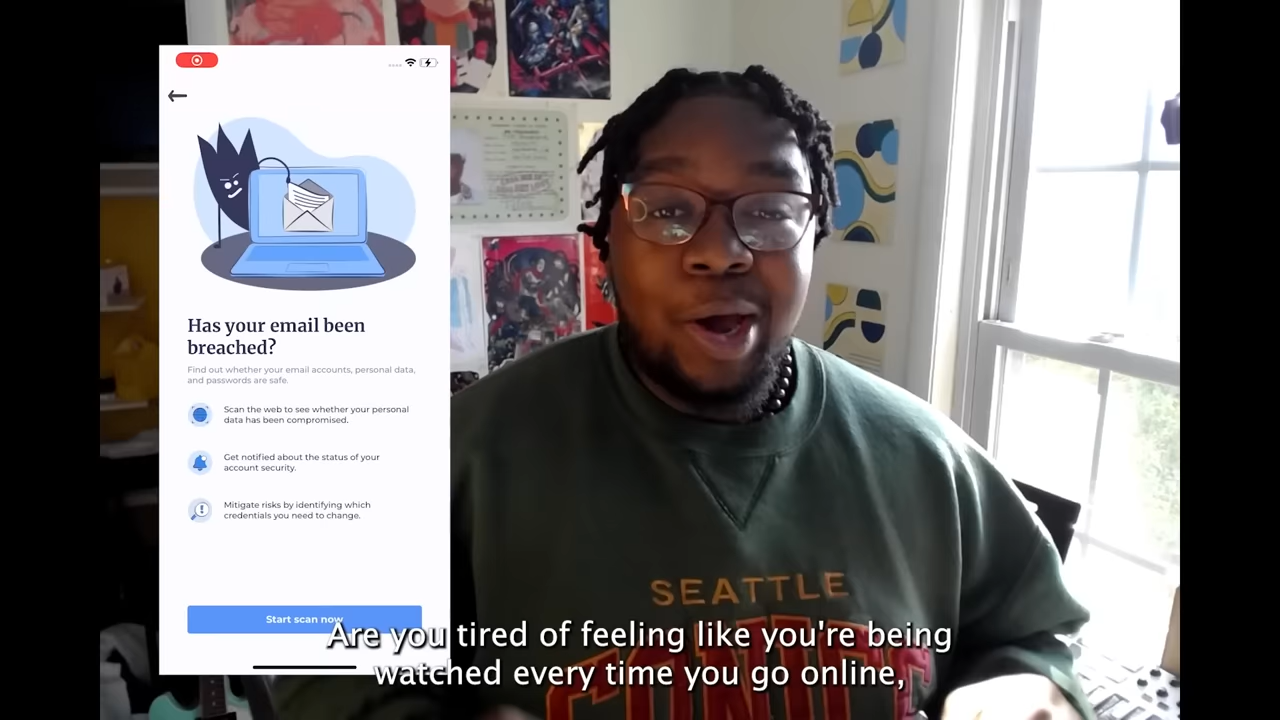 Has your email been
breached?
Find out whether your email accounts, personal data,
and passwords are safe.
Scan the web to see whether your personal
data has been compromised.
Get notified about the status of your
account security.
Mitigate risks by identifying which
credentials you need to change.
Start scan now
SEATTLE
Are you tired of feeling like you're being
watched every time you go online,